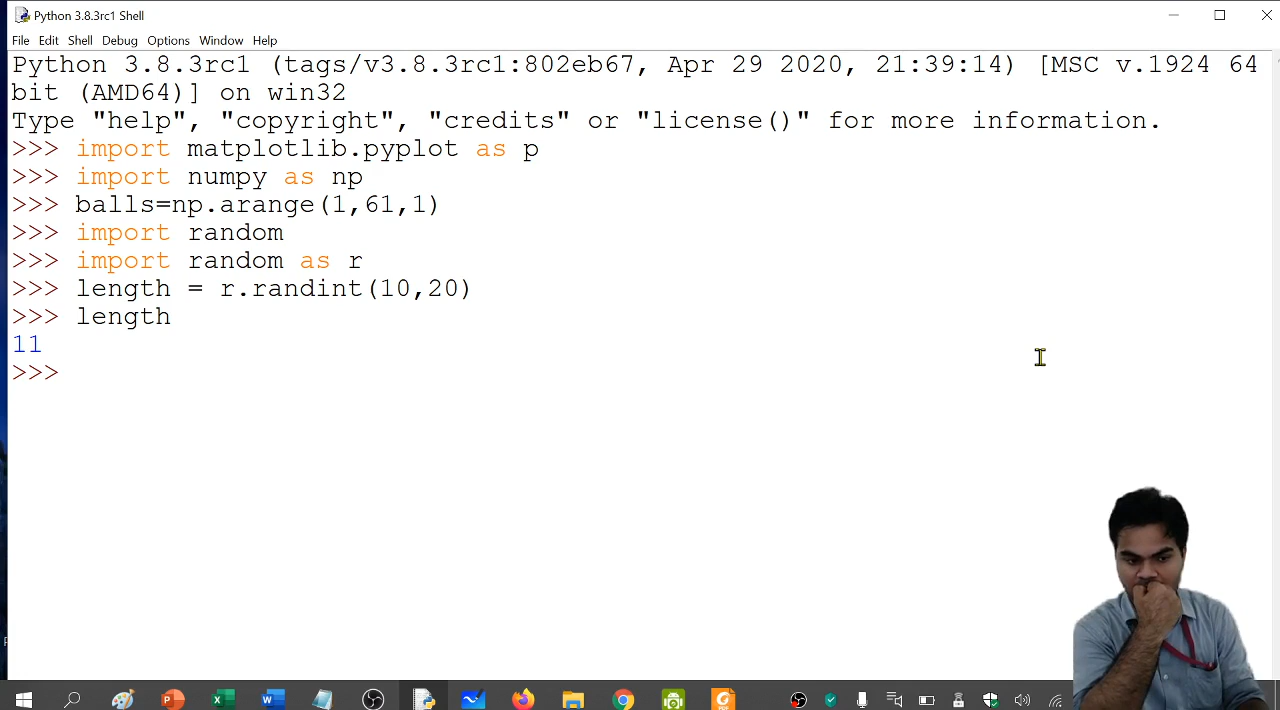 Python 3.8.3rc1 Shell
File Edit Shell Debug Options Window Help
Python 3.8.3rc1 (tags/v3.8.3rc1:802eb67, Apr 29 2020, 21:39:14) [MSC v.1924 64
bit (AMD64)] on win32
Type "help", "copyright", "credits" or "license()" for more information.
>>> import matplotlib.pyplot as p
>>> import numpy as np
>>> balls=np.arange(1,61,1)
>>> import random
>>> import random as r
>>> length = r.randint(10,20)
>>> length
11
>>>